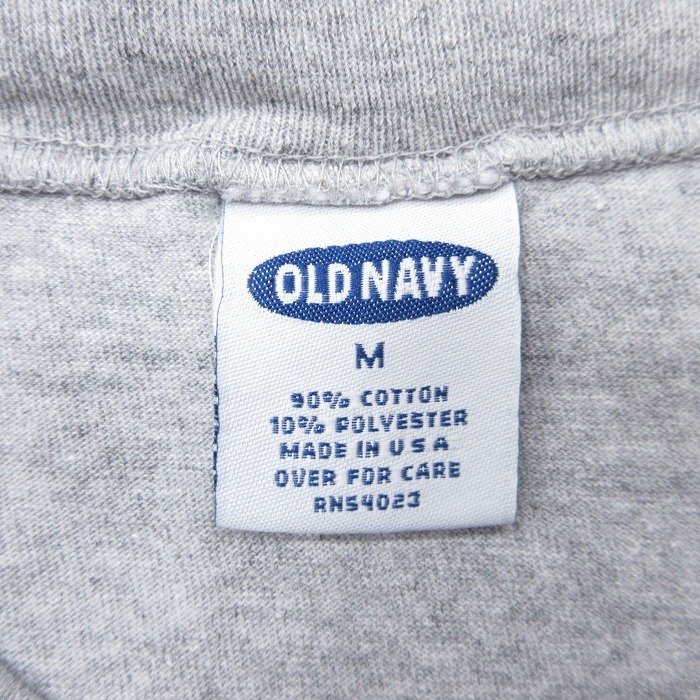 OLD NAVY
M
90% COTTON
10% POLYESTER
MADE IN U S A
OVER FOR CARE
RN54023